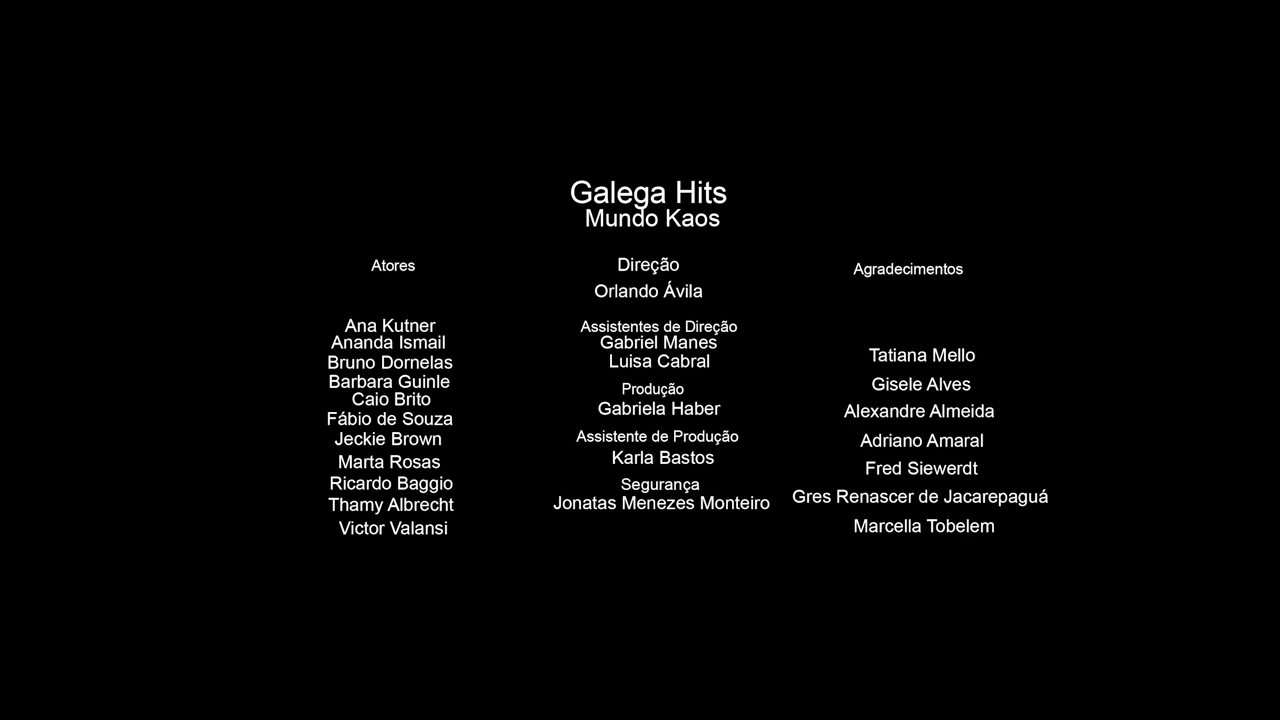 Galega Hits
Mundo Kaos
Atores
Ana Kutner
Ananda Ismail
Bruno Dornelas
Barbara Guinle
Caio Brito
Fábio de Souza
Jeckie Brown
Marta Rosas
Ricardo Baggio
Thamy Albrecht
Victor Valansi
Direção
Orlando Ávila
Assistentes de Direção
Gabriel Manes
Luisa Cabral
Produção
Gabriela Haber
Assistente de Produção
Karla Bastos
Segurança
Jonatas Menezes Monteiro
Agradecimentos
Tatiana Mello
Gisele Alves
Alexandre Almeida
Adriano Amaral
Fred Siewerdt
Gres Renascer de Jacarepaguá
Marcella Tobelem